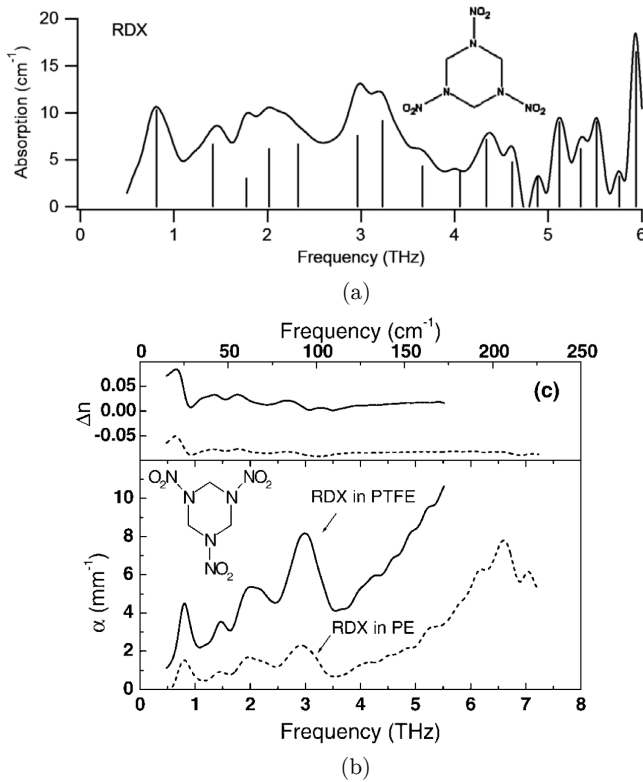 RDX
NO₂
N
N N
O₂N NO₂
20
15
10
5
0
Absorption (cm⁻¹)
0 1 2 3 4 5 6
Frequency (THz)
(a)
Frequency (cm⁻¹)
0 50 100 150 200 250
(c)
0.05
0.00
-0.05
Δn
O₂N NO₂
N N
N
NO₂
RDX in PTFE
RDX in PE
10
8
6
4
2
0
α (mm⁻¹)
0 1 2 3 4 5 6 7 8
Frequency (THz)
(b)